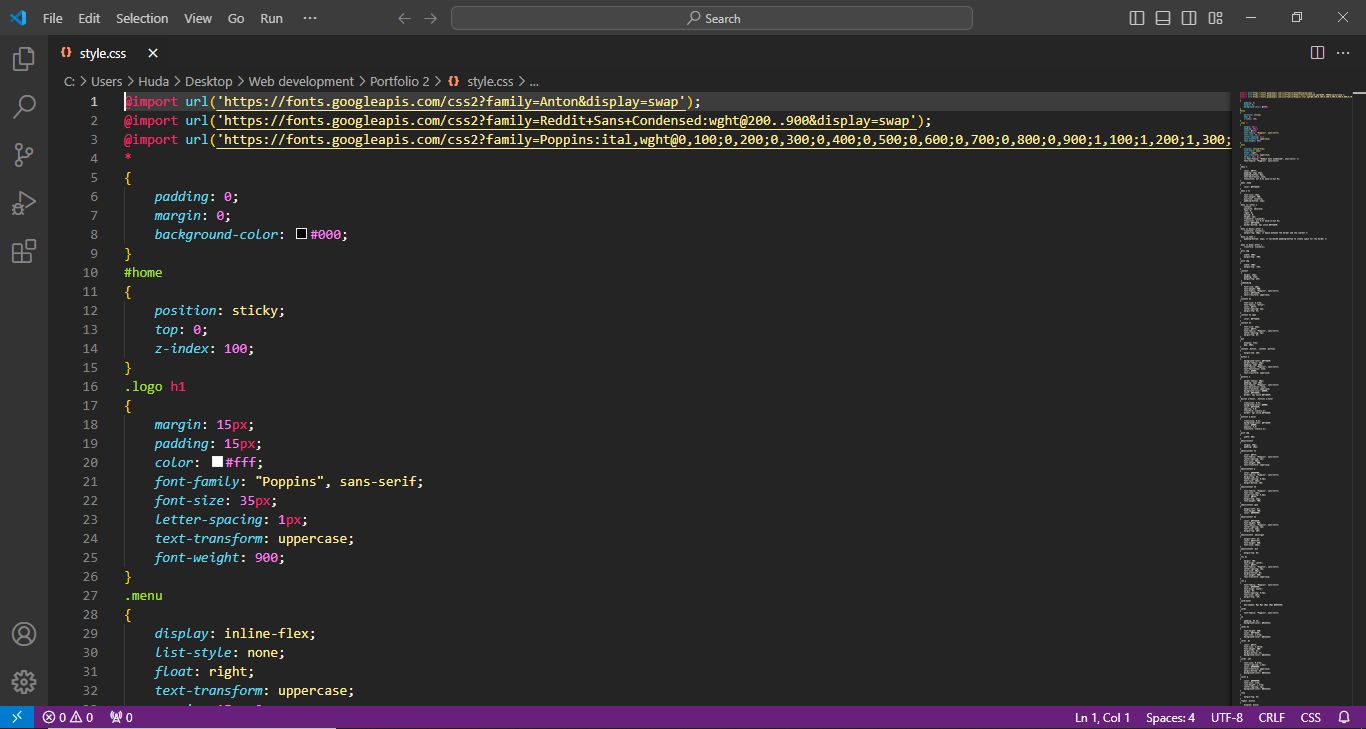 File Edit Selection View Go Run ··· Search
{} style.css
C: > Users > Huda > Desktop > Web development > Portfolio 2 > {} style.css > ...
1 @import url('https://fonts.googleapis.com/css2?family=Anton&display=swap');
2 @import url('https://fonts.googleapis.com/css2?family=Reddit+Sans+Condensed:wght@200..900&display=swap');
3 @import url('https://fonts.googleapis.com/css2?family=Poppins:ital,wght@0,100;0,200;0,300;0,400;0,500;0,600;0,700;0,800;0,900;1,100;1,200;1,300;
4 *
5 {
6 padding: 0;
7 margin: 0;
8 background-color: #000;
9 }
10 #home
11 {
12 position: sticky;
13 top: 0;
14 z-index: 100;
15 }
16 .logo h1
17 {
18 margin: 15px;
19 padding: 15px;
20 color: #fff;
21 font-family: "Poppins", sans-serif;
22 font-size: 35px;
23 letter-spacing: 1px;
24 text-transform: uppercase;
25 font-weight: 900;
26 }
27 .menu
28 {
29 display: inline-flex;
30 list-style: none;
31 float: right;
32 text-transform: uppercase;
0 0 0 Ln 1, Col 1 Spaces: 4 UTF-8 CRLF CSS